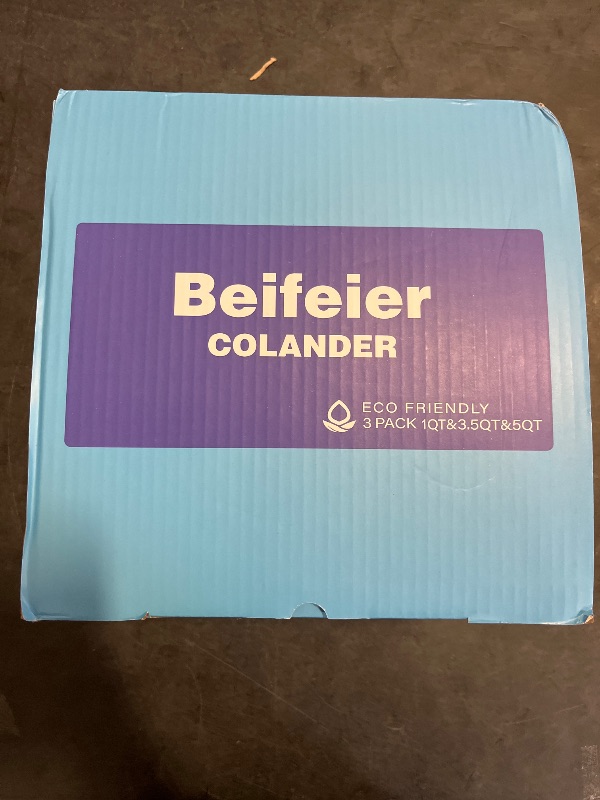 Beifeier
COLANDER
ECO FRIENDLY
3 PACK 1QT&3.5QT&5QT